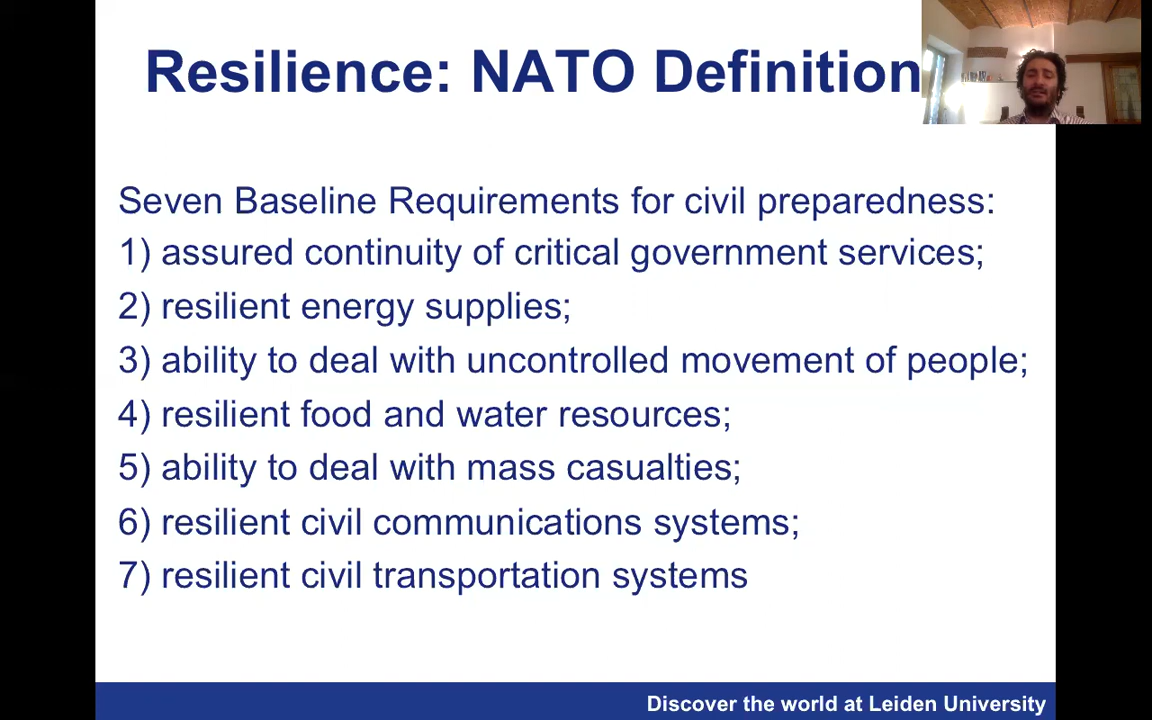 Resilience: NATO Definition
Seven Baseline Requirements for civil preparedness:
1) assured continuity of critical government services;
2) resilient energy supplies;
3) ability to deal with uncontrolled movement of people;
4) resilient food and water resources;
5) ability to deal with mass casualties;
6) resilient civil communications systems;
7) resilient civil transportation systems
Discover the world at Leiden University